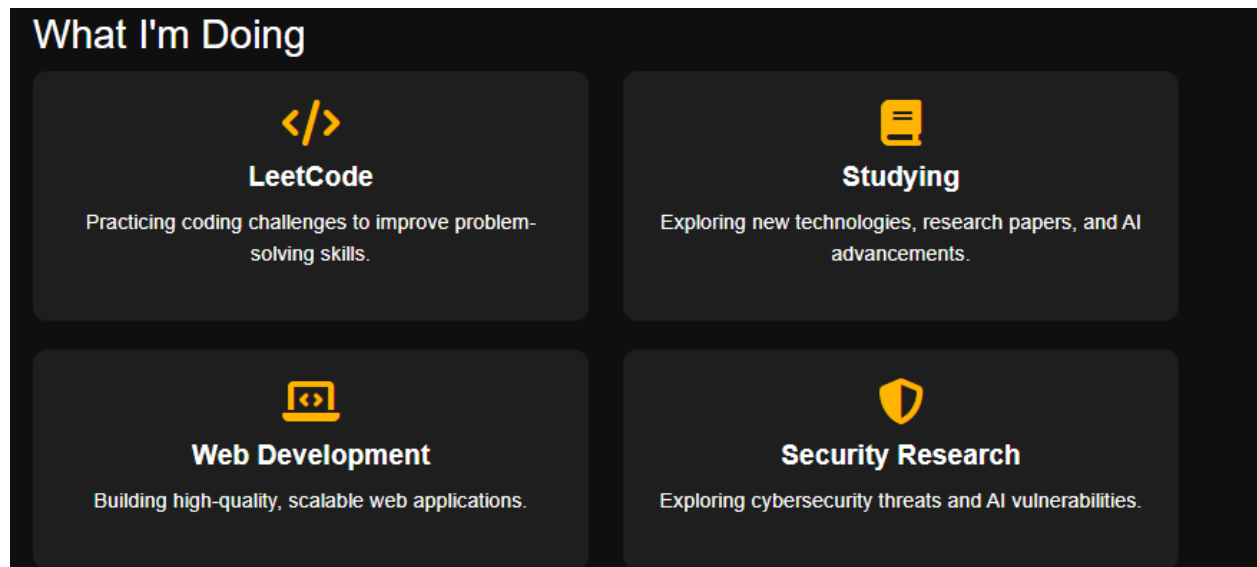 What I'm Doing
LeetCode
Practicing coding challenges to improve problem-
solving skills.
Studying
Exploring new technologies, research papers, and AI
advancements.
Web Development
Building high-quality, scalable web applications.
Security Research
Exploring cybersecurity threats and AI vulnerabilities.